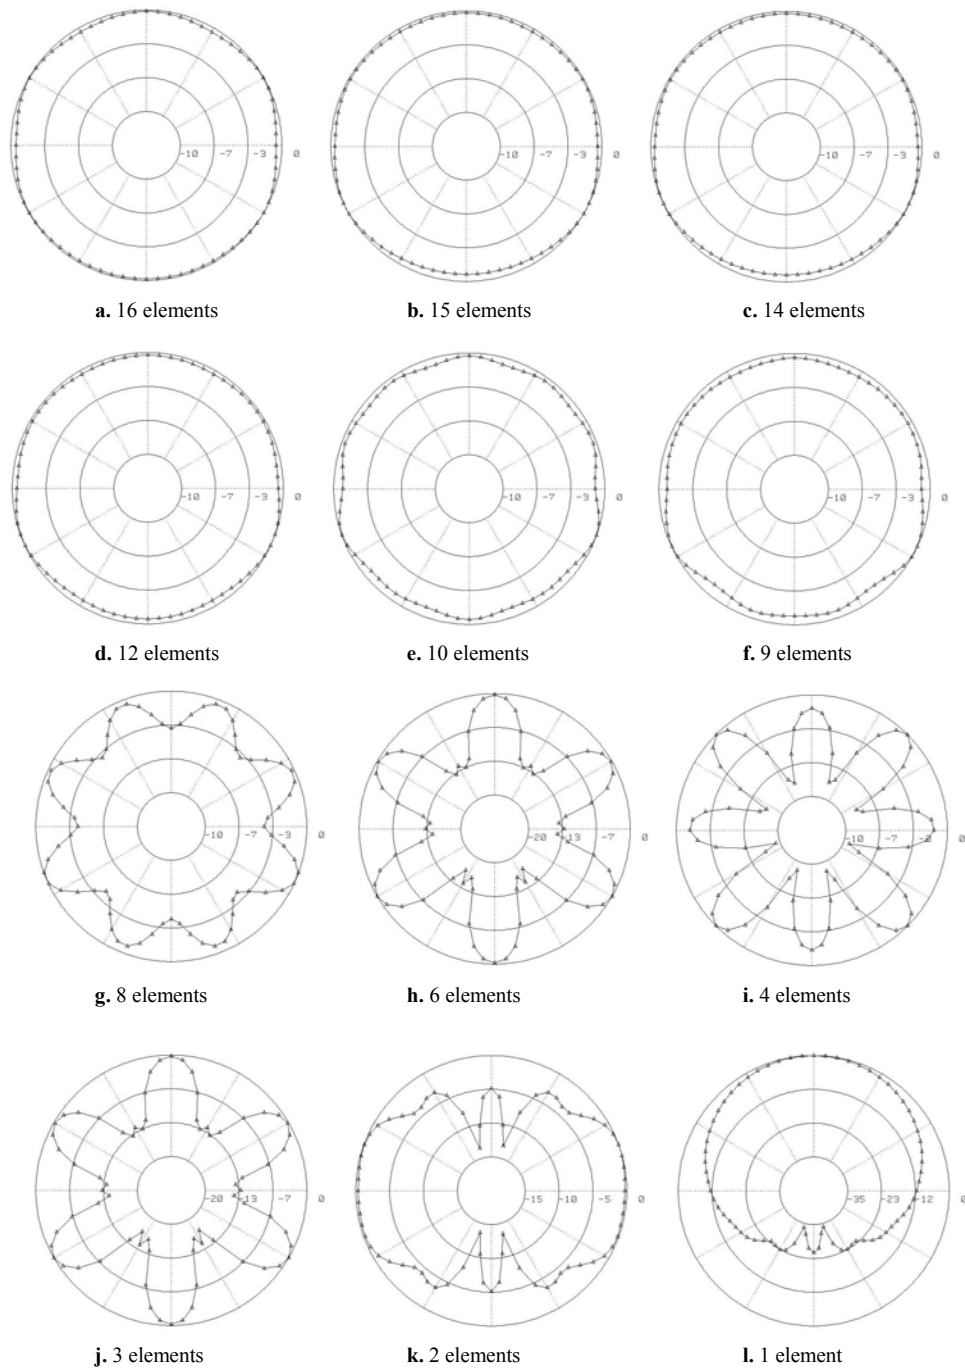 -10 -7 -3 0 -10 -7 -3 0 -10 -7 -3 0
a. 16 elements b. 15 elements c. 14 elements
-10 -7 -3 0 -10 -7 -3 0 -10 -7 -3 0
d. 12 elements e. 10 elements f. 9 elements
-10 -7 -3 0 -20 -13 -7 0 -10 -7 0
g. 8 elements h. 6 elements i. 4 elements
-20 -13 -7 0 -15 -10 -5 0 -35 -23 -12 0
j. 3 elements k. 2 elements l. 1 element